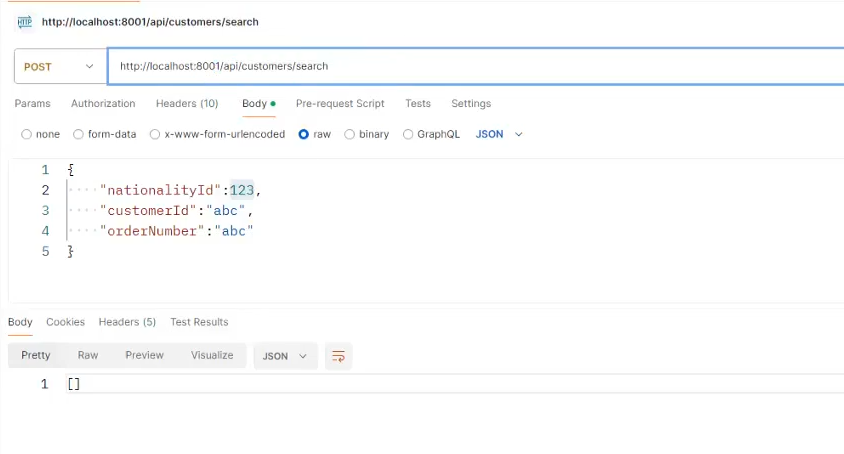 HTTP http://localhost:8001/api/customers/search
POST http://localhost:8001/api/customers/search
Params Authorization Headers (10) Body Pre-request Script Tests Settings
none form-data x-www-form-urlencoded raw binary GraphQL JSON
1 {
2 "nationalityId":123,
3 "customerId":"abc",
4 "orderNumber":"abc"
5 }
Body Cookies Headers (5) Test Results
Pretty Raw Preview Visualize JSON
1 []